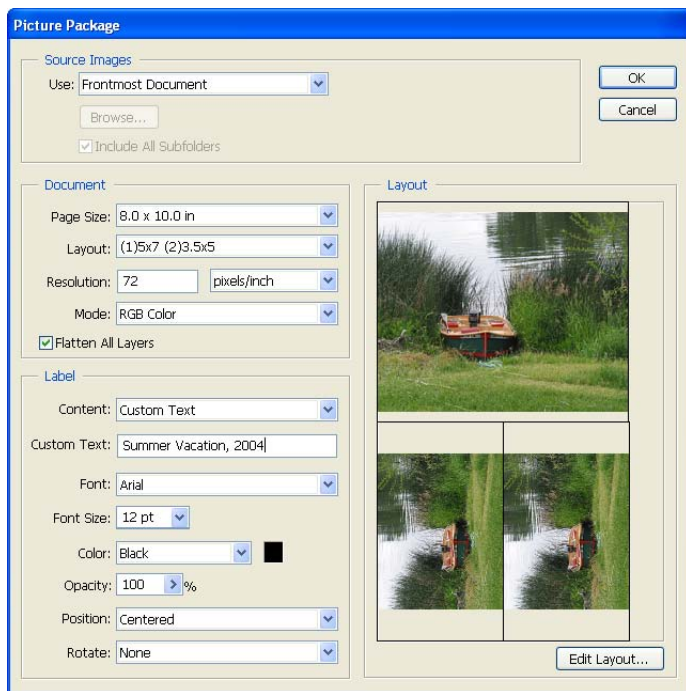 Picture Package
Source Images
Use: Frontmost Document
OK
Browse...
Cancel
Include All Subfolders
Document
Page Size: 8.0 x 10.0 in
Layout: (1)5x7 (2)3.5x5
Resolution: 72 pixels/inch
Mode: RGB Color
Flatten All Layers
Label
Content: Custom Text
Custom Text: Summer Vacation, 2004
Font: Arial
Font Size: 12 pt
Color: Black
Opacity: 100 %
Position: Centered
Rotate: None
Layout
Edit Layout...